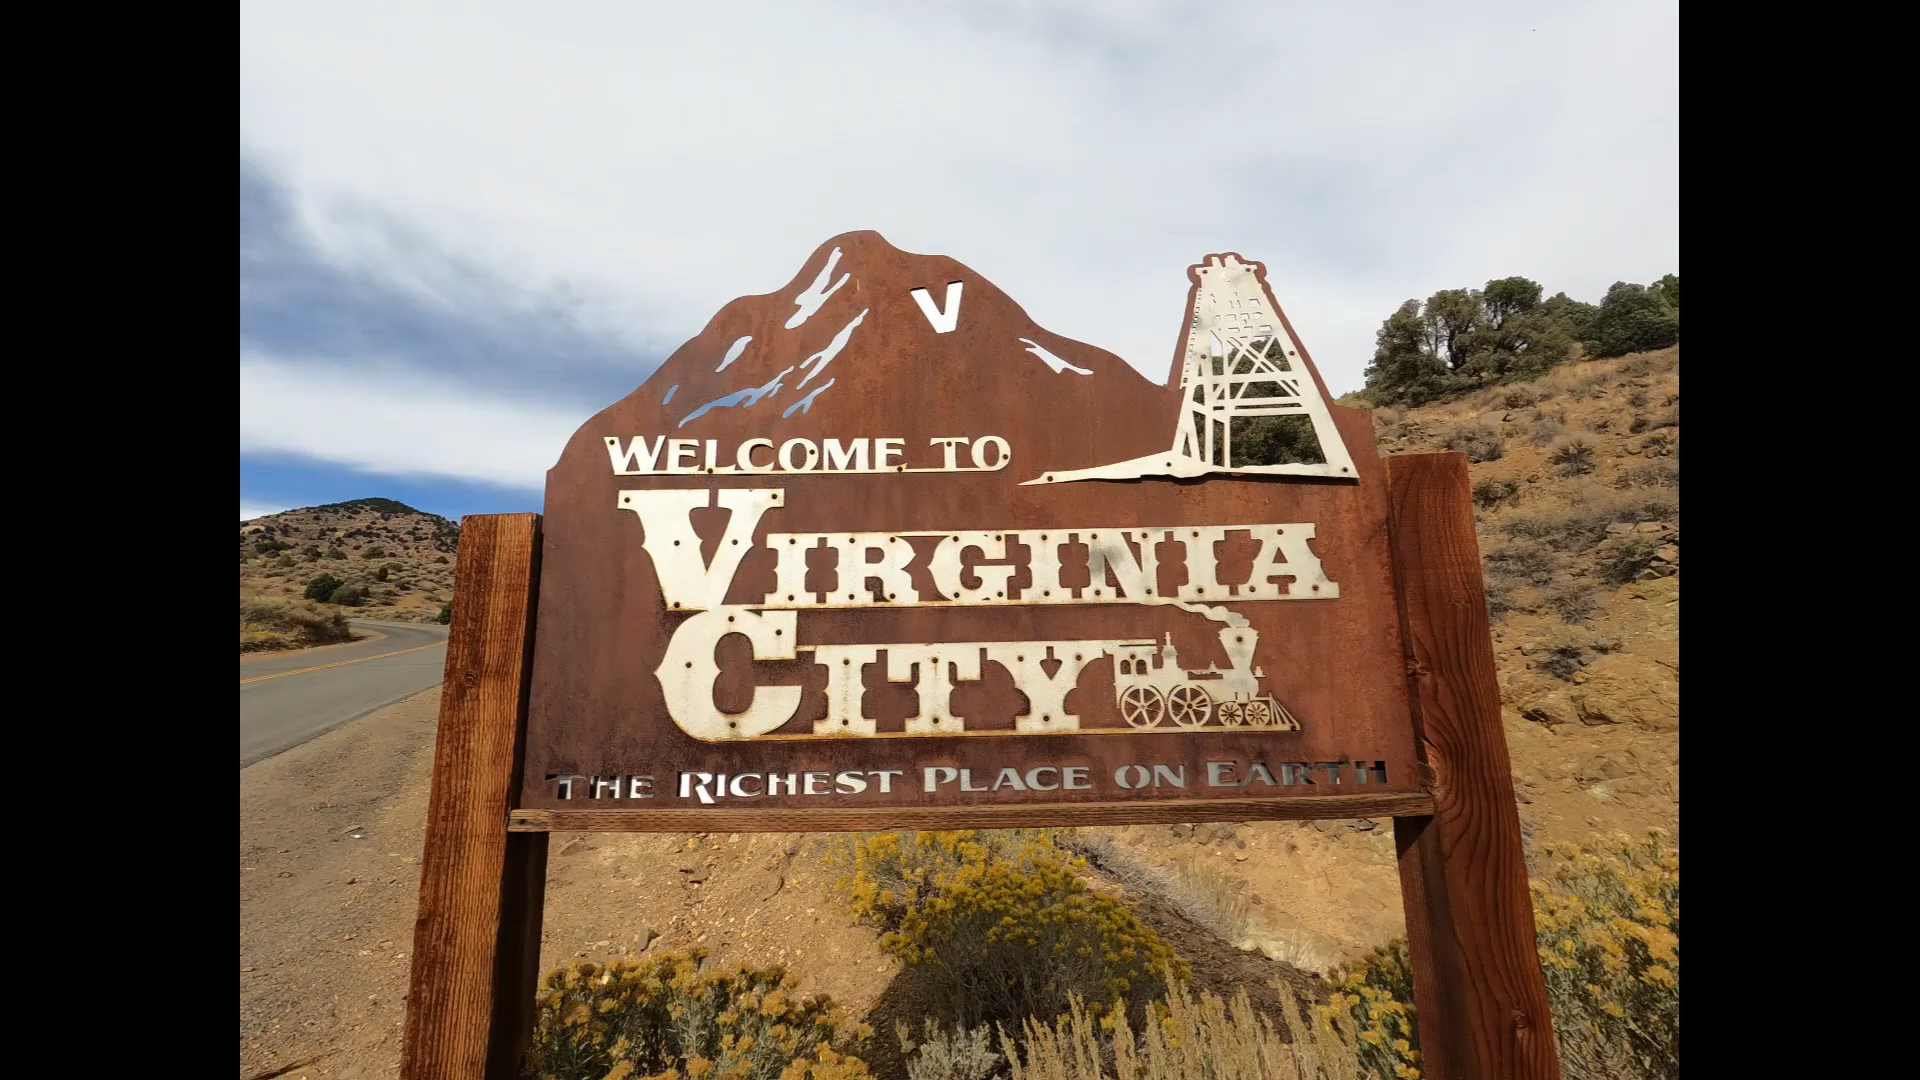 V
WELCOME TO
VIRGINIA
CITY
THE RICHEST PLACE ON EARTH